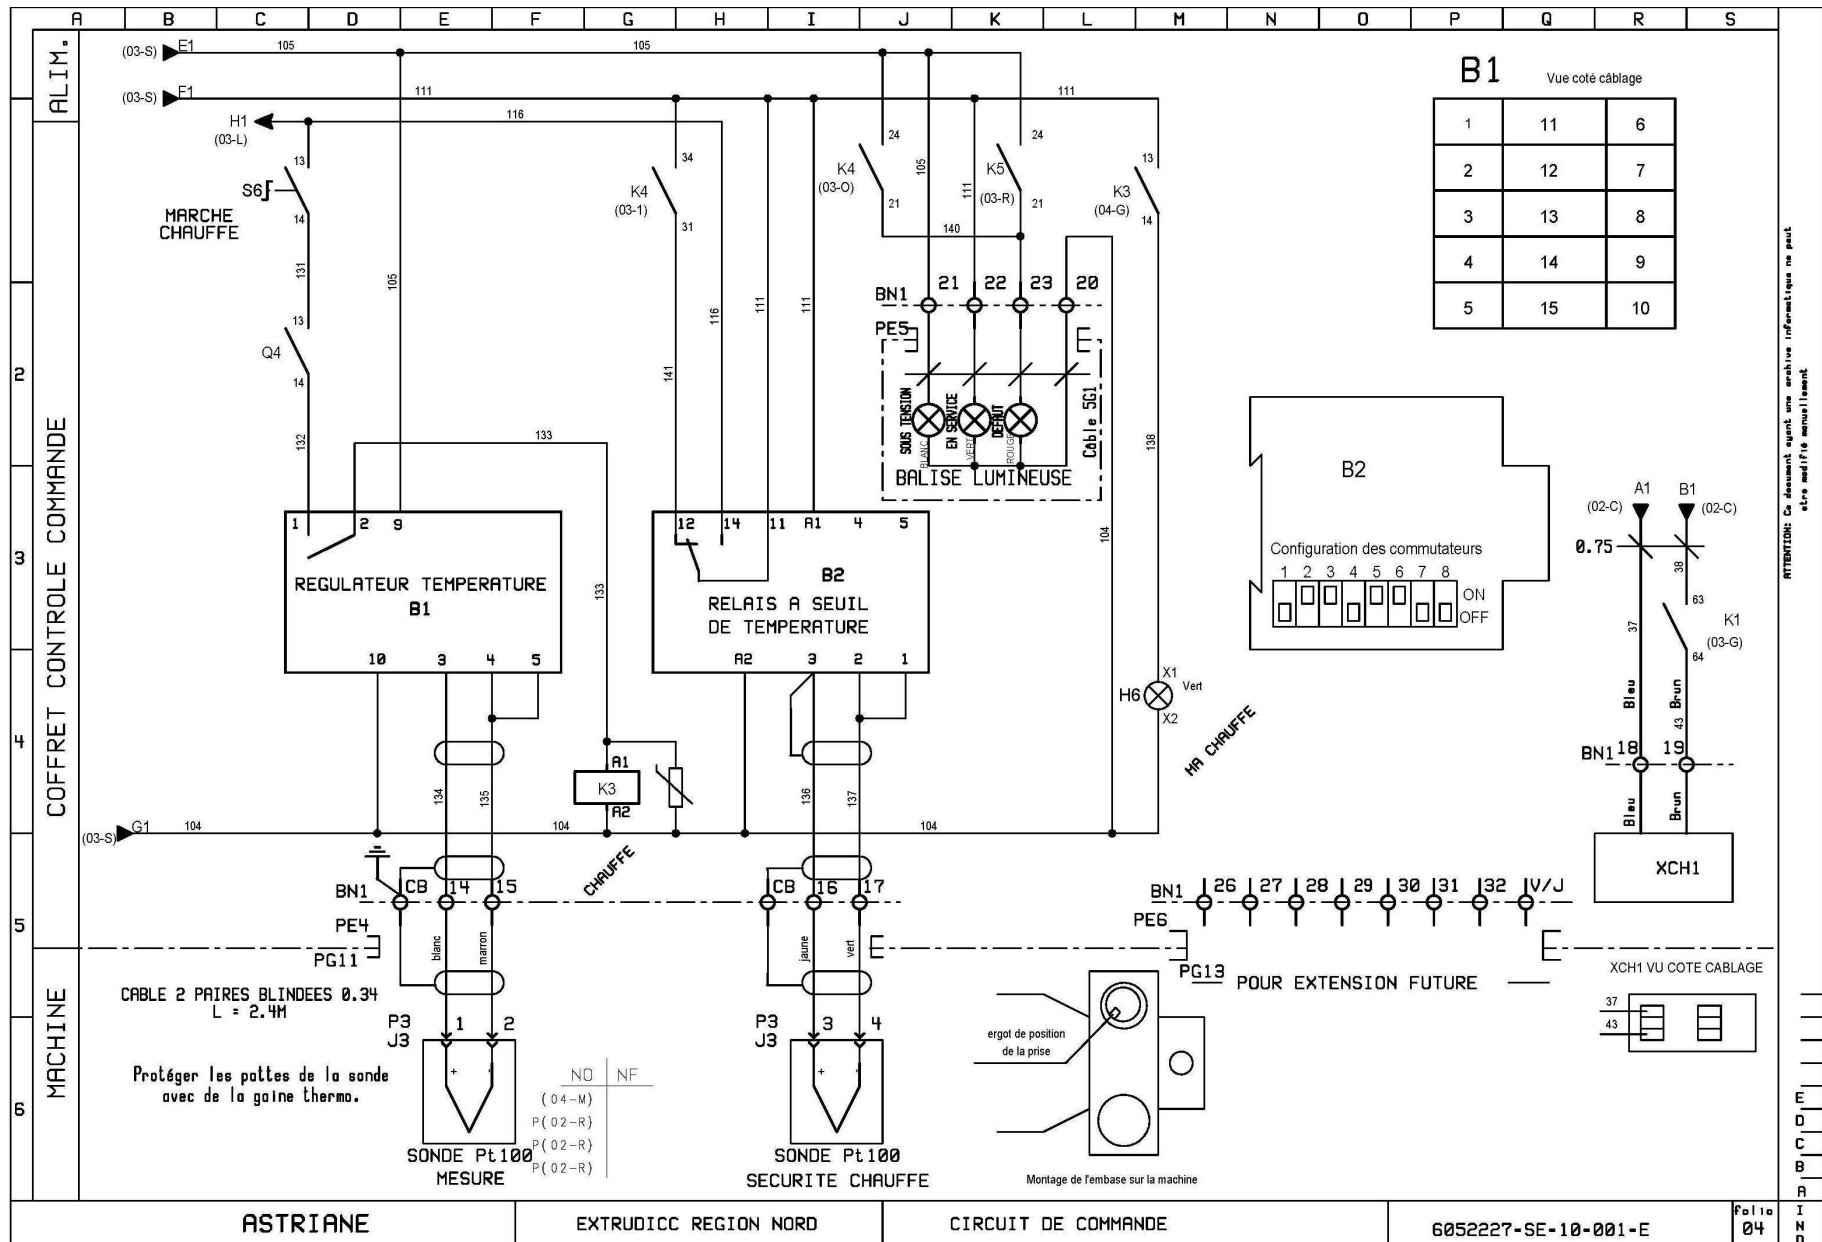 A B C D E F G H I J K L M N O P Q R S
ALIM.
COFFRET CONTROLE COMMANDE
MACHINE
2
3
4
5
6
(03-S) E1 105 105
(03-S) F1 111 111
H1 116
(03-L)
13
S6
14
MARCHE
CHAUFFE
131
13
Q4
14
132
105
133
34
K4
(03-1)
31
141
116
111
111
24
K4
(03-O)
21
105
111
24
K5
(03-R)
21
140
13
K3
(04-G)
14
138
BN1 21 22 23 20
PE5
SOUS TENSION
BLANC
EN SERVICE
VERT
DEFAUT
ROUGE
Câble 5G1
BALISE LUMINEUSE
104
B1 Vue coté câblage
1 11 6
2 12 7
3 13 8
4 14 9
5 15 10
1 2 9
REGULATEUR TEMPERATURE
B1
10 3 4 5
133
12 14 11 A1 4 5
B2
RELAIS A SEUIL
DE TEMPERATURE
A2 3 2 1
B2
Configuration des commutateurs
1 2 3 4 5 6 7 8
ON
OFF
A1 B1
(02-C) (02-C)
0.75
38
37
63
K1
(03-G)
64
Bleu
Brun
43
BN1 18 19
Bleu
Brun
XCH1
X1
H6 Vert
X2
MA CHAUFFE
134
135
A1
K3
A2
136
137
(03-S) G1 104 104 104
CHAUFFE
BN1 CB 14 15 CB 16 17
PE4
PG11
blanc
marron
jaune
vert
BN1 26 27 28 29 30 31 32 V/J
PE6
PG13 POUR EXTENSION FUTURE
CABLE 2 PAIRES BLINDEES 0.34
L = 2.4M
P3 1 2
J3
P3 3 4
J3
+ -
+ -
Protéger les pattes de la sonde
avec de la gaine thermo.
NO NF
(04-M)
P(02-R)
P(02-R)
P(02-R)
SONDE Pt100
MESURE
SONDE Pt100
SECURITE CHAUFFE
ergot de position
de la prise
Montage de l'embase sur la machine
XCH1 VU COTE CABLAGE
37
43
ATTENTION: Ce document ayant une archive informatique ne peut
etre modifié manuellement
E
D
C
B
A
I
N
D
ASTRIANE EXTRUDICC REGION NORD CIRCUIT DE COMMANDE 6052227-SE-10-001-E folio 04